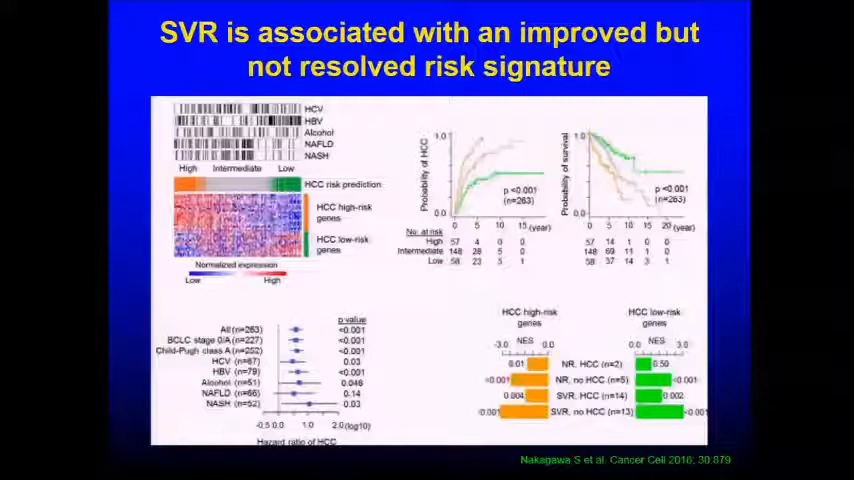 SVR is associated with an improved but
not resolved risk signature
HCV
HBV
Alcohol
NAFLD
NASH
High Intermediate Low
HCC risk prediction
HCC high-risk
genes
HCC low-risk
genes
Normalized expression
Low High
Probability of HCC
1.0
0.0
p <0.001
(n=263)
0 5 10 15 (year)
No. at risk
High 57 4 0 0
Intermediate 148 28 5 0
Low 58 23 5 1
Probability of survival
1.0
0.0
p <0.001
(n=263)
0 5 10 15 20 (year)
57 14 1 0 0
148 69 11 1 0
58 37 14 3 1
p value
All (n=263) <0.001
BCLC stage 0/A (n=227) <0.001
Child-Pugh class A (n=252) <0.001
HCV (n=67) 0.03
HBV (n=79) <0.001
Alcohol (n=51) 0.046
NAFLD (n=66) 0.14
NASH (n=52) 0.03
-0.5 0.0 1.0 2.0 (log10)
Hazard ratio of HCC
HCC high-risk
genes
HCC low-risk
genes
NES NES
-3.0 0.0 0.0 3.0
0.01 NR, HCC (n=2) 0.50
<0.001 NR, no HCC (n=5) <0.001
0.004 SVR, HCC (n=14) 0.002
<0.001 SVR, no HCC (n=13) <0.001
Nakagawa S et al. Cancer Cell 2016; 30:879